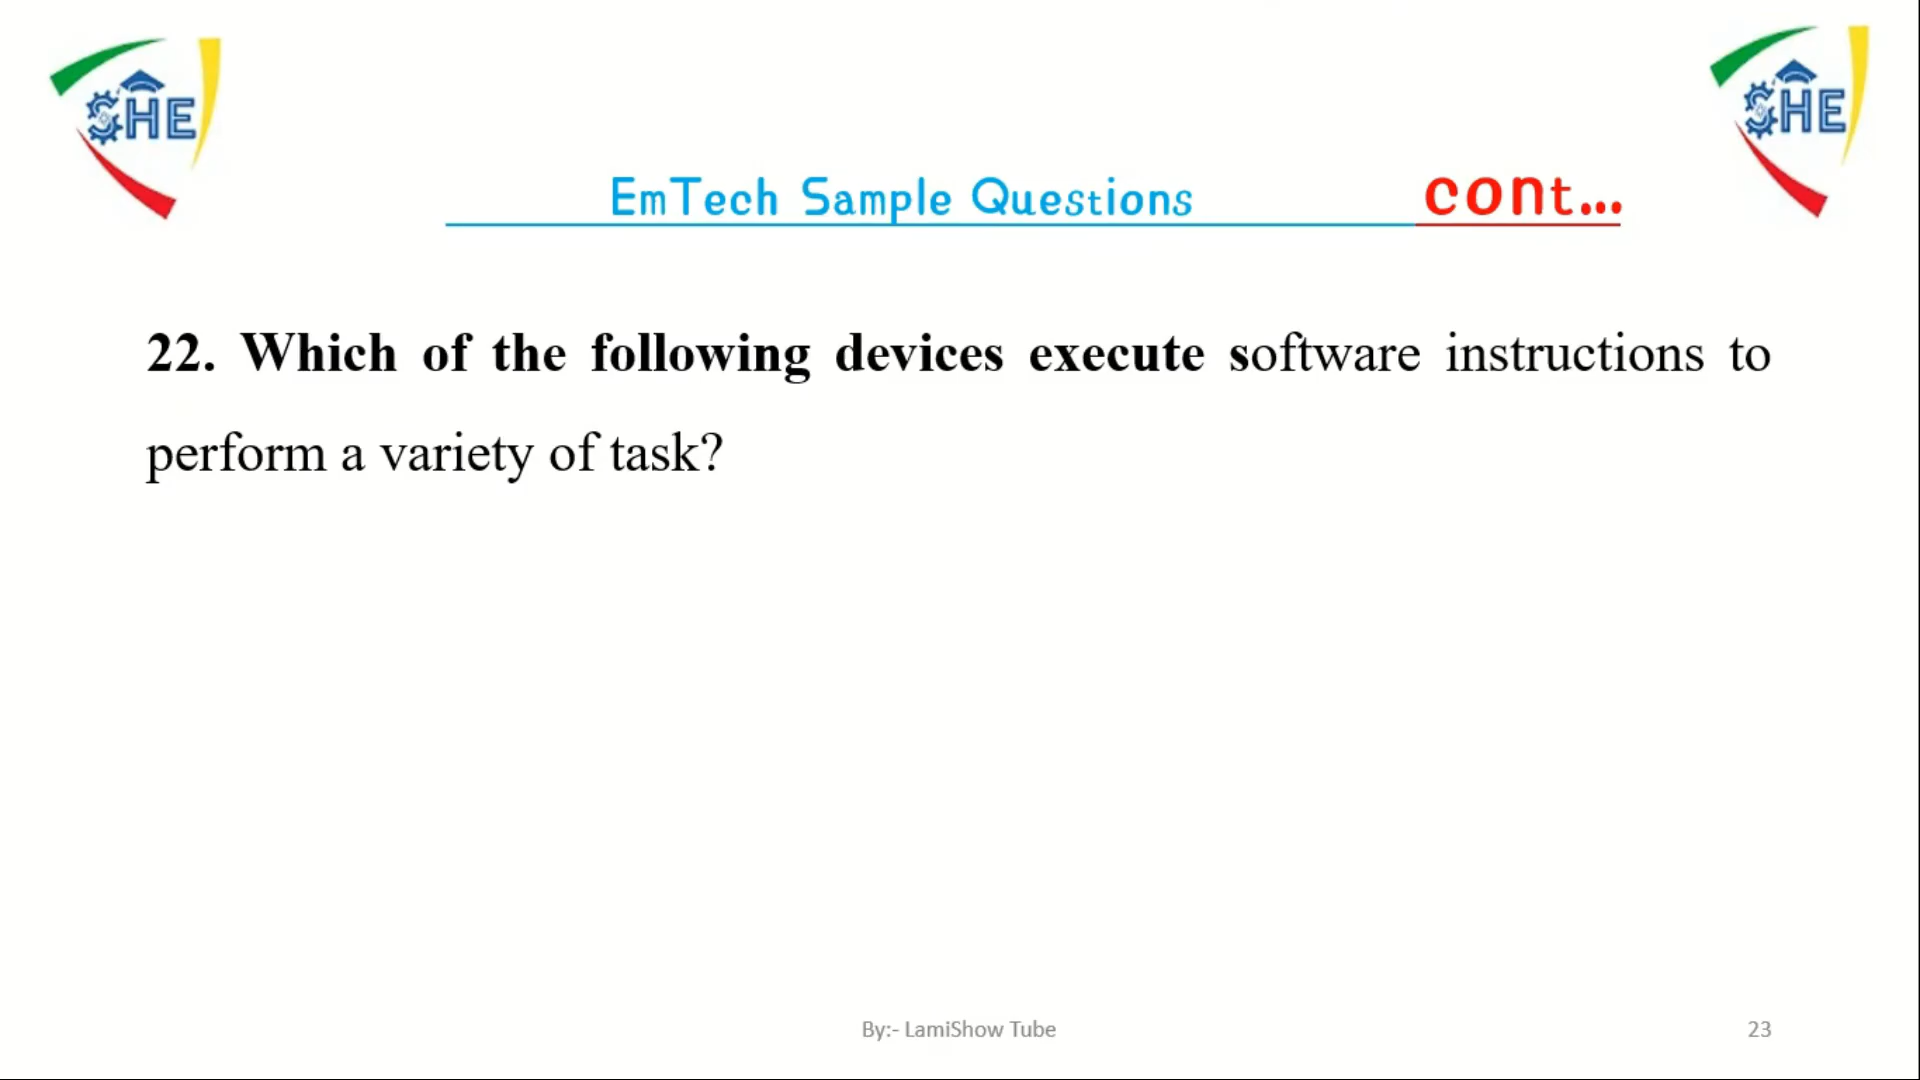 SHE
SHE
EmTech Sample Questions cont...
22. Which of the following devices execute software instructions to
perform a variety of task?
By:- LamiShow Tube
23